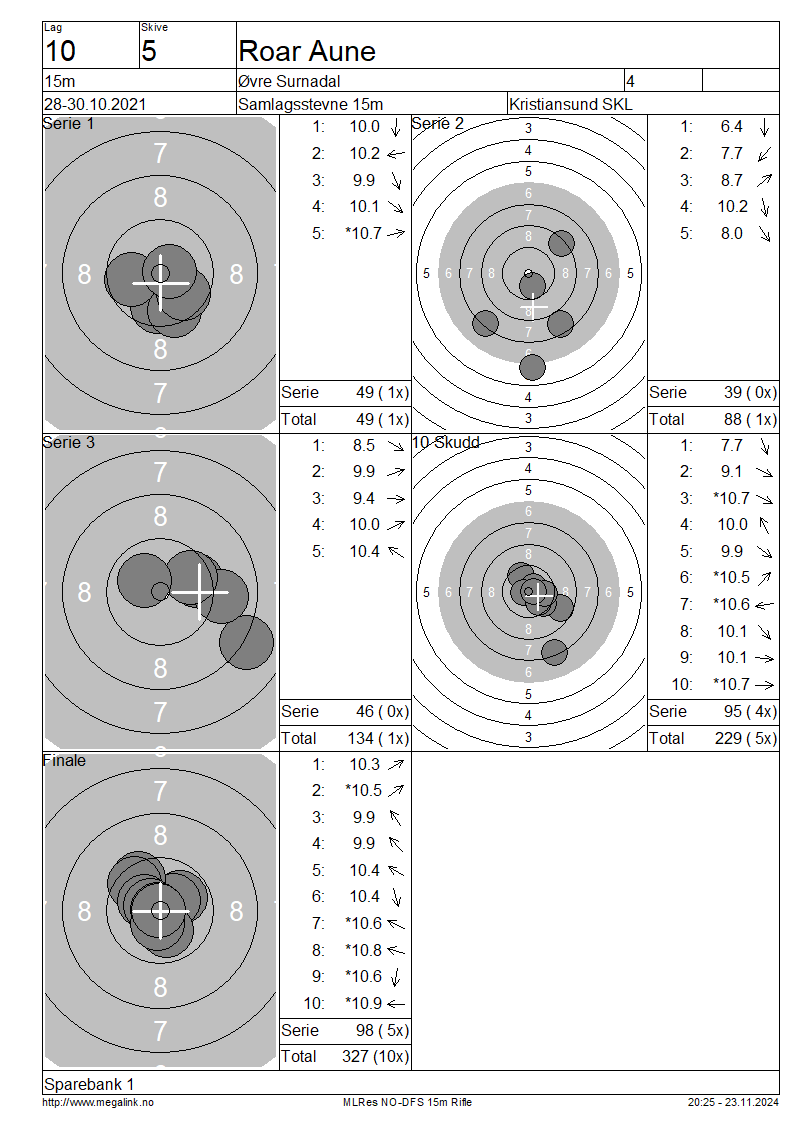 Lag
Skive
10
5
Roar Aune
15m
Øvre Surnadal
4
28-30.10.2021
Samlagsstevne 15m
Kristiansund SKL
Serie 1
7
8
8
8
8
7
1: 10.0
2: 10.2
3: 9.9
4: 10.1
5: *10.7
Serie 49 ( 1x)
Total 49 ( 1x)
Serie 2
3
4
5
6
7
8
5 6 7 8 8 7 6 5
8
7
6
4
3
1: 6.4
2: 7.7
3: 8.7
4: 10.2
5: 8.0
Serie 39 ( 0x)
Total 88 ( 1x)
Serie 3
7
8
8
8
7
1: 8.5
2: 9.9
3: 9.4
4: 10.0
5: 10.4
Serie 46 ( 0x)
Total 134 ( 1x)
10 Skudd
3
4
5
6
7
8
5 6 7 8 8 7 6 5
8
7
6
5
4
3
1: 7.7
2: 9.1
3: *10.7
4: 10.0
5: 9.9
6: *10.5
7: *10.6
8: 10.1
9: 10.1
10: *10.7
Serie 95 ( 4x)
Total 229 ( 5x)
Finale
7
8
8
8
8
7
1: 10.3
2: *10.5
3: 9.9
4: 9.9
5: 10.4
6: 10.4
7: *10.6
8: *10.8
9: *10.6
10: *10.9
Serie 98 ( 5x)
Total 327 (10x)
Sparebank 1
http://www.megalink.no
MLRes NO-DFS 15m Rifle
20:25 - 23.11.2024